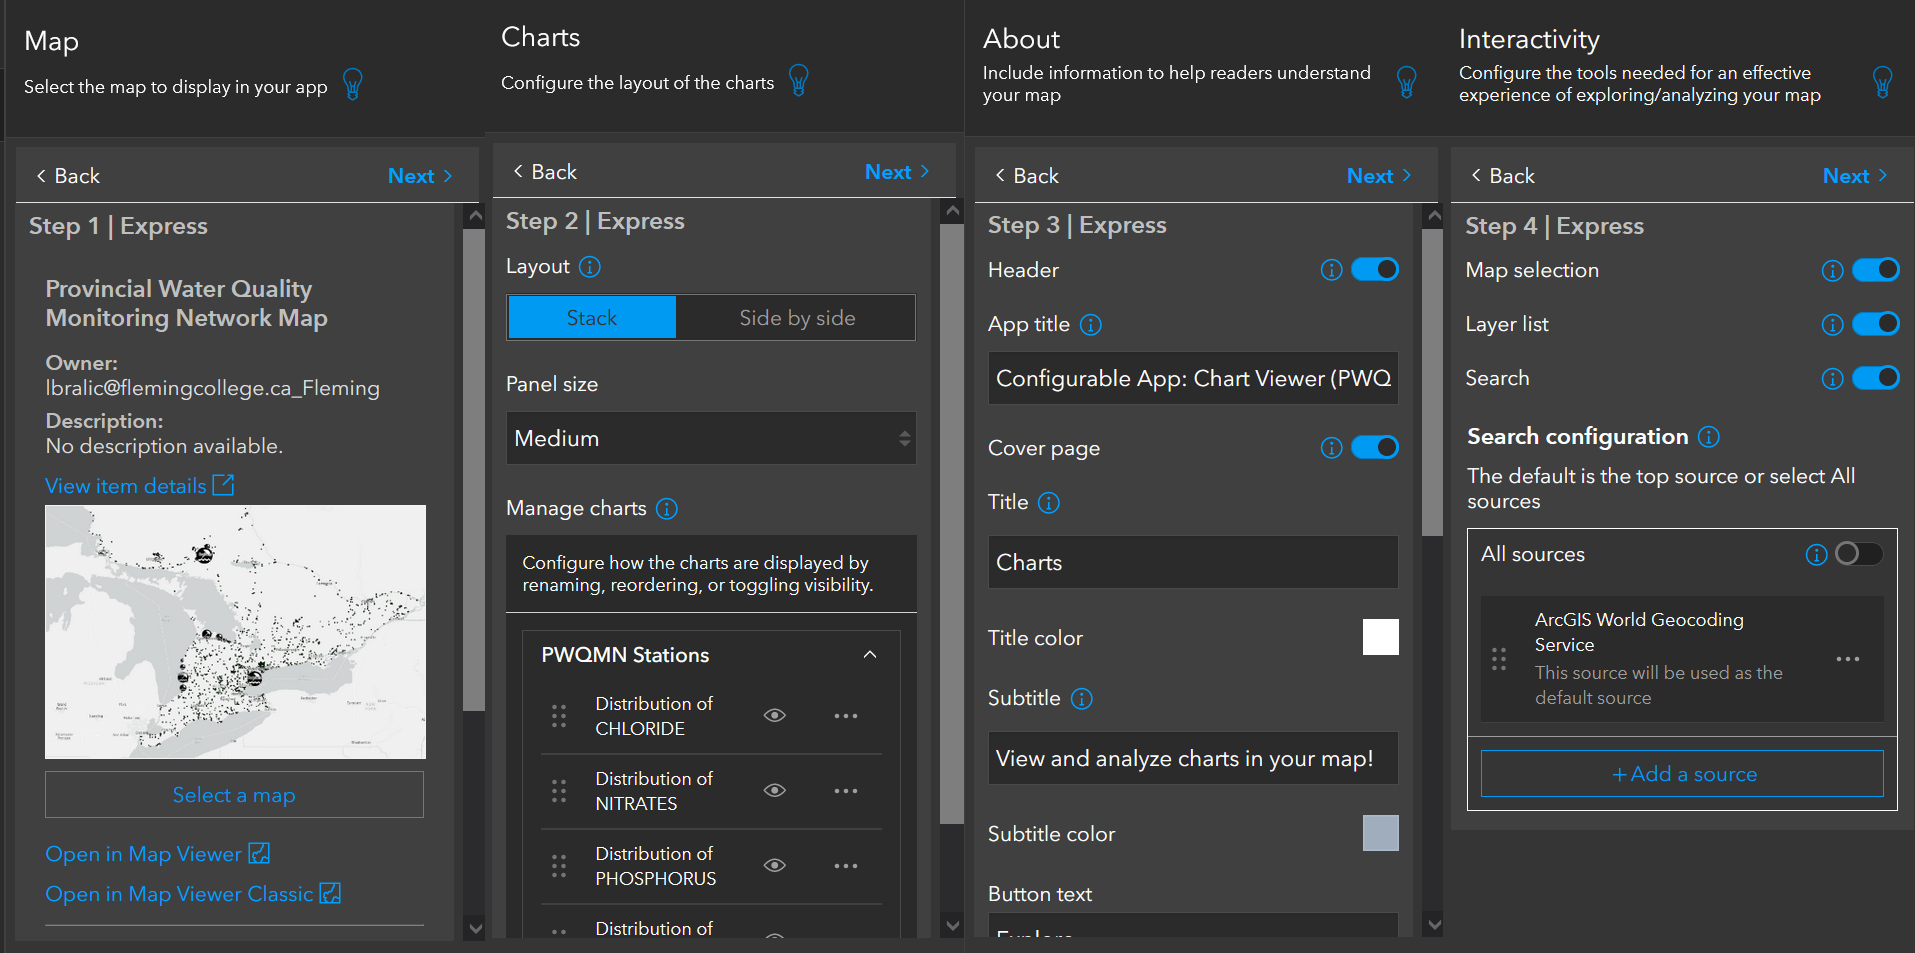 Map
Select the map to display in your app
Back
Next
Step 1 | Express
Provincial Water Quality
Monitoring Network Map
Owner:
lbralic@flemingcollege.ca_Fleming
Description:
No description available.
View item details
Select a map
Open in Map Viewer
Open in Map Viewer Classic
Charts
Configure the layout of the charts
Back
Next
Step 2 | Express
Layout
Stack
Side by side
Panel size
Medium
Manage charts
Configure how the charts are displayed by
renaming, reordering, or toggling visibility.
PWQMN Stations
Distribution of
CHLORIDE
Distribution of
NITRATES
Distribution of
PHOSPHORUS
Distribution of
About
Include information to help readers understand
your map
Back
Next
Step 3 | Express
Header
App title
Configurable App: Chart Viewer (PWQ
Cover page
Title
Charts
Title color
Subtitle
View and analyze charts in your map!
Subtitle color
Button text
Explore
Interactivity
Configure the tools needed for an effective
experience of exploring/analyzing your map
Back
Next
Step 4 | Express
Map selection
Layer list
Search
Search configuration
The default is the top source or select All
sources
All sources
ArcGIS World Geocoding
Service
This source will be used as the
default source
+ Add a source